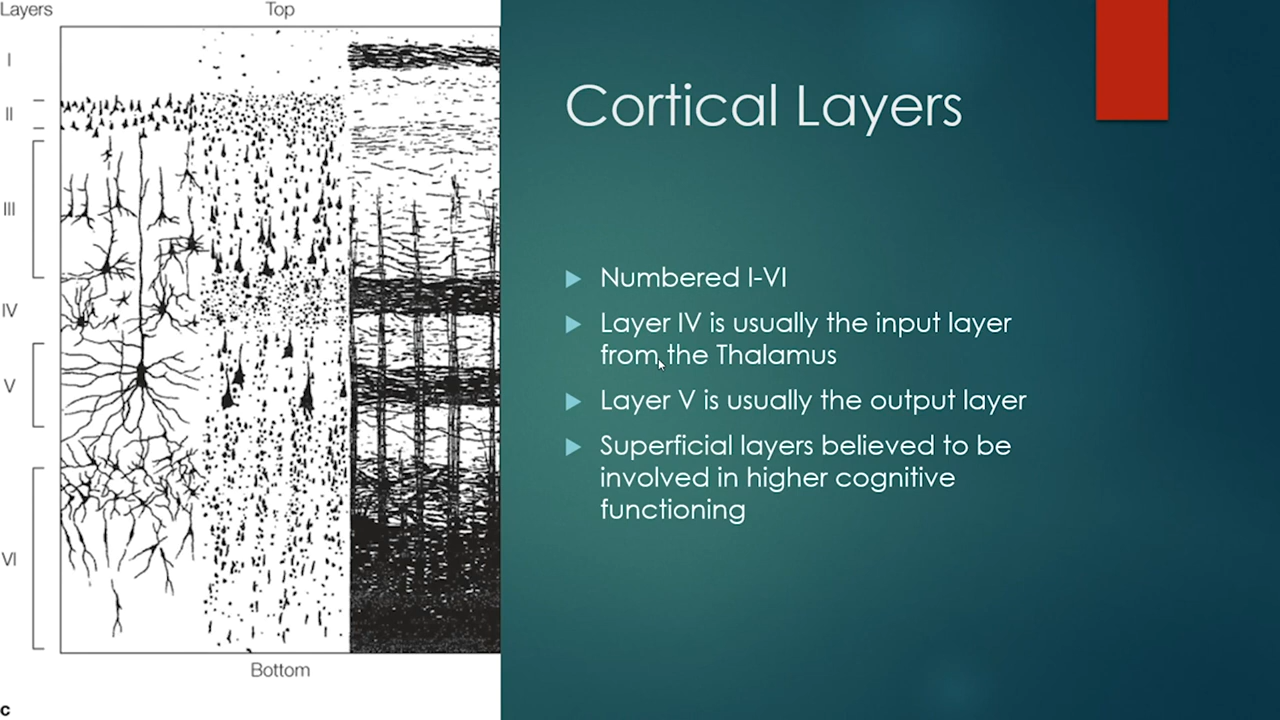 Layers
Top
I
II
III
IV
V
VI
Bottom
c
Cortical Layers
Numbered I-VI
Layer IV is usually the input layer
from the Thalamus
Layer V is usually the output layer
Superficial layers believed to be
involved in higher cognitive
functioning